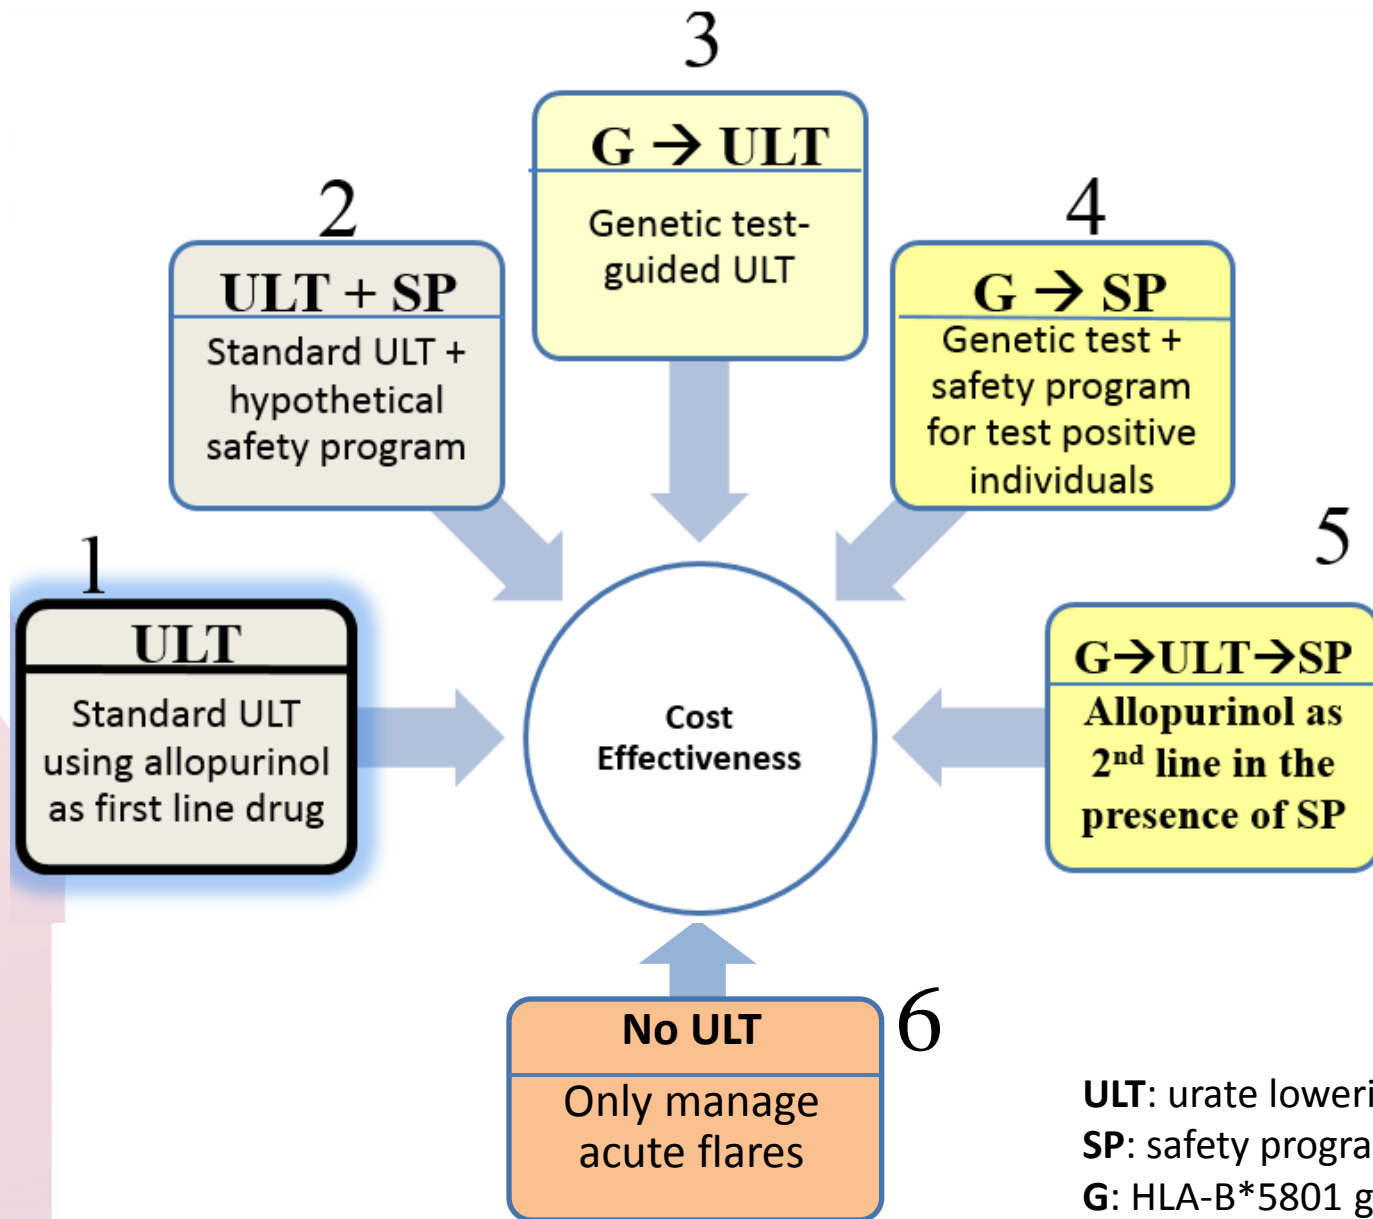 1
ULT
Standard ULT
using allopurinol
as first line drug
2
ULT + SP
Standard ULT +
hypothetical
safety program
3
G → ULT
Genetic test-
guided ULT
4
G → SP
Genetic test +
safety program
for test positive
individuals
5
G→ULT→SP
Allopurinol as
2nd line in the
presence of SP
Cost
Effectiveness
6
No ULT
Only manage
acute flares
ULT: urate
SP: safety
G: HLA-B*5801